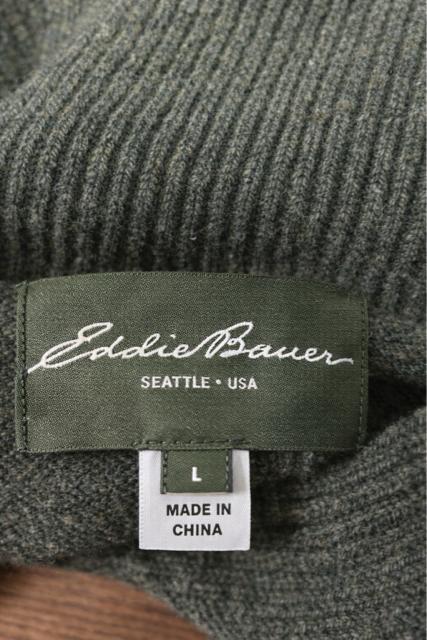 Eddie Bauer
SEATTLE • USA
L
MADE IN
CHINA